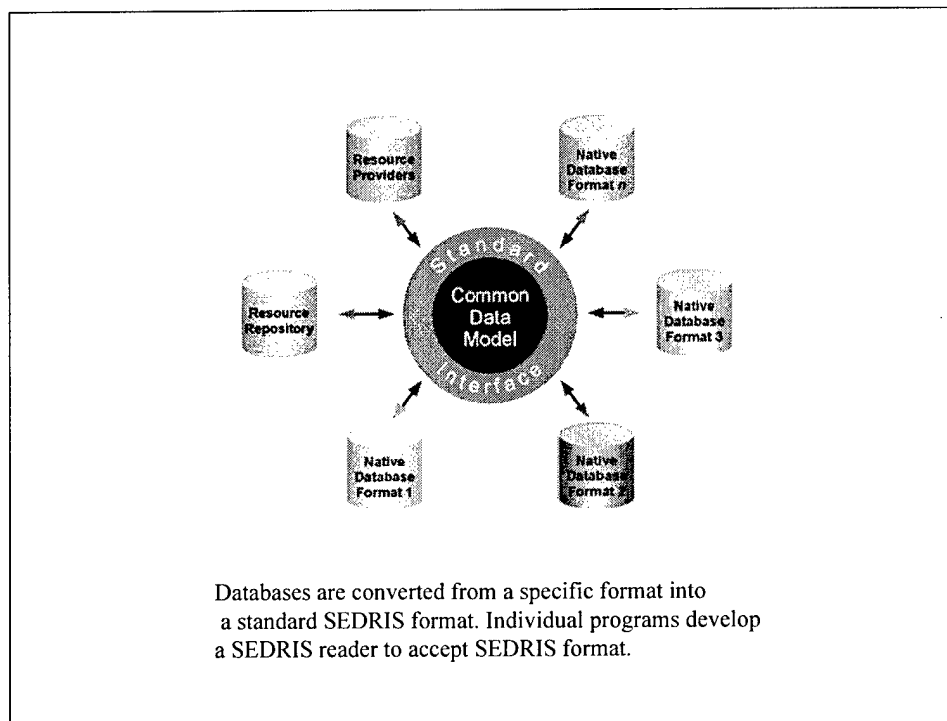 Resource
Providers
Native
Database
Format n
Standard
Common
Data
Model
Interface
Resource
Repository
Native
Database
Format 3
Native
Database
Format 1
Native
Database
Format 2
Databases are converted from a specific format into
a standard SEDRIS format. Individual programs develop
a SEDRIS reader to accept SEDRIS format.